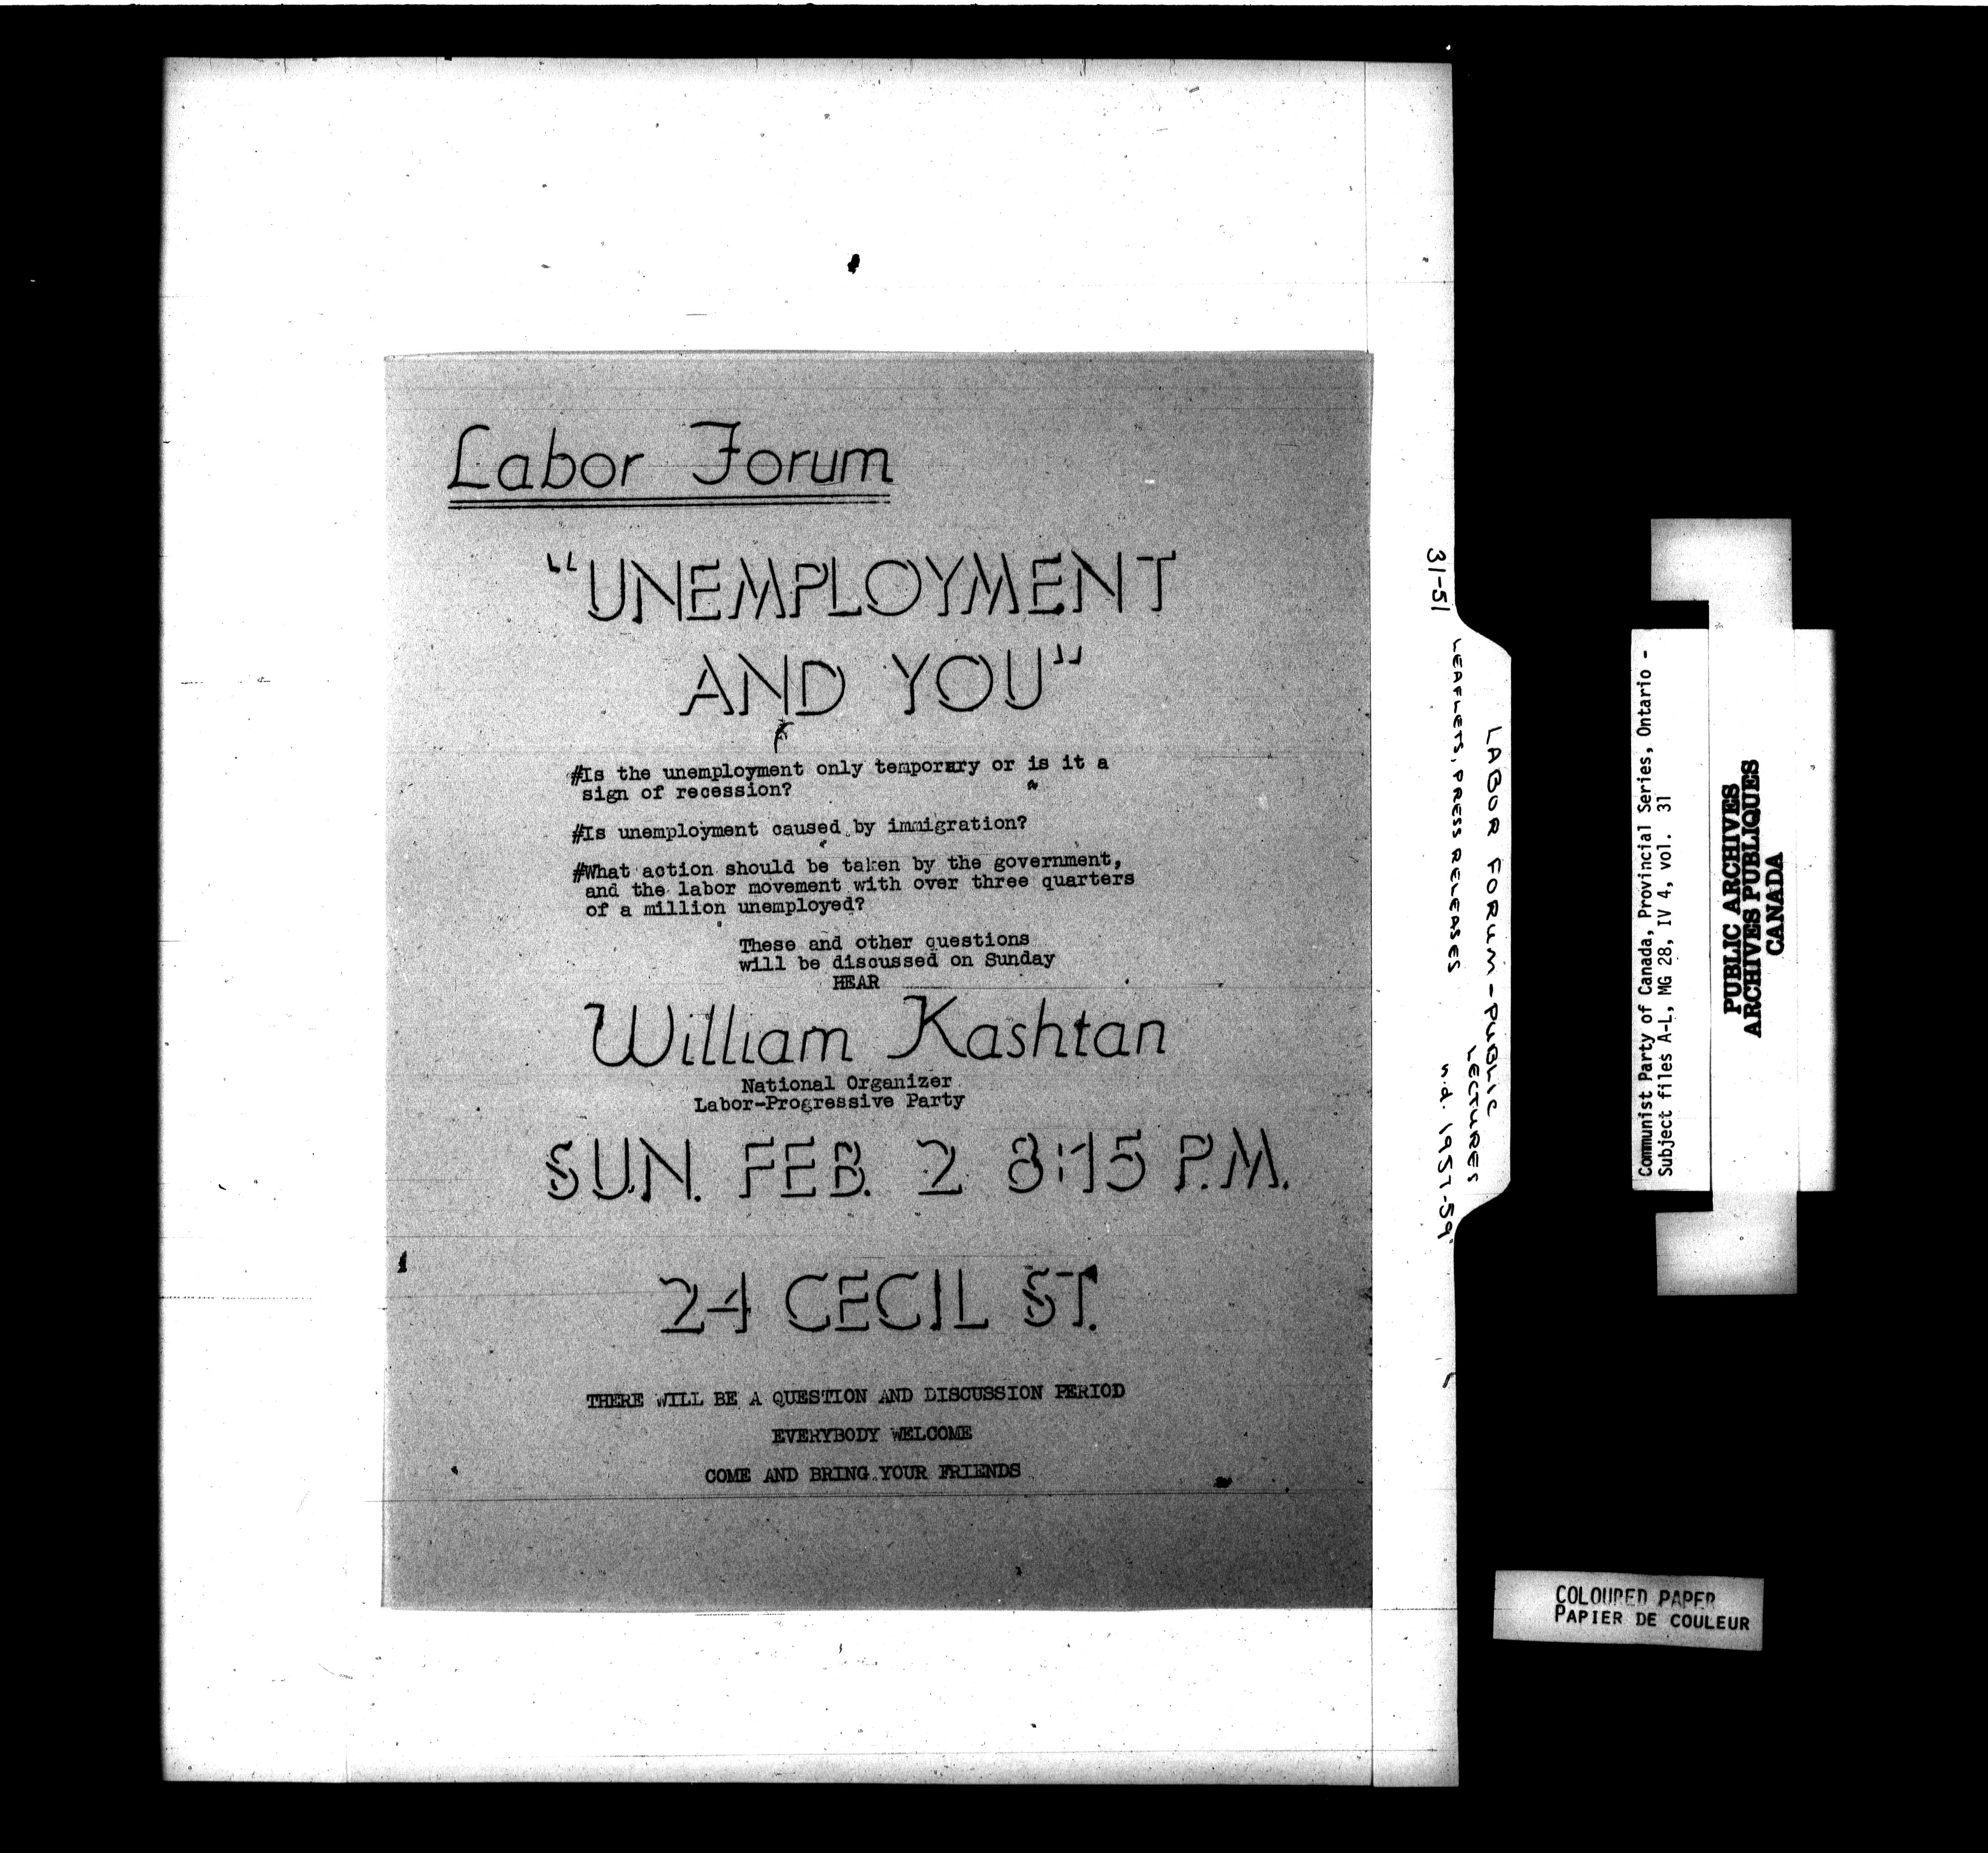 Labor Forum
"UNEMPLOYMENT
AND YOU"
#Is the unemployment only temporary or is it a
sign of recession?
#Is unemployment caused by immigration?
#What action should be taken by the government,
and the labor movement with over three quarters
of a million unemployed?
These and other questions
will be discussed on Sunday
HEAR
William Kashtan
National Organizer
Labor-Progressive Party
SUN. FEB. 2 8:15 P.M.
24 CECIL ST.
THERE WILL BE A QUESTION AND DISCUSSION PERIOD
EVERYBODY WELCOME
COME AND BRING YOUR FRIENDS
31-51
LABOR FORUM - PUBLIC
LECTURES
LEAFLETS, PRESS RELEASES
n.d. 1957-59
Communist Party of Canada, Provincial Series, Ontario -
Subject files A-L, MG 28, IV 4, vol. 31
PUBLIC ARCHIVES
ARCHIVES PUBLIQUES
CANADA
COLOURED PAPER
PAPIER DE COULEUR